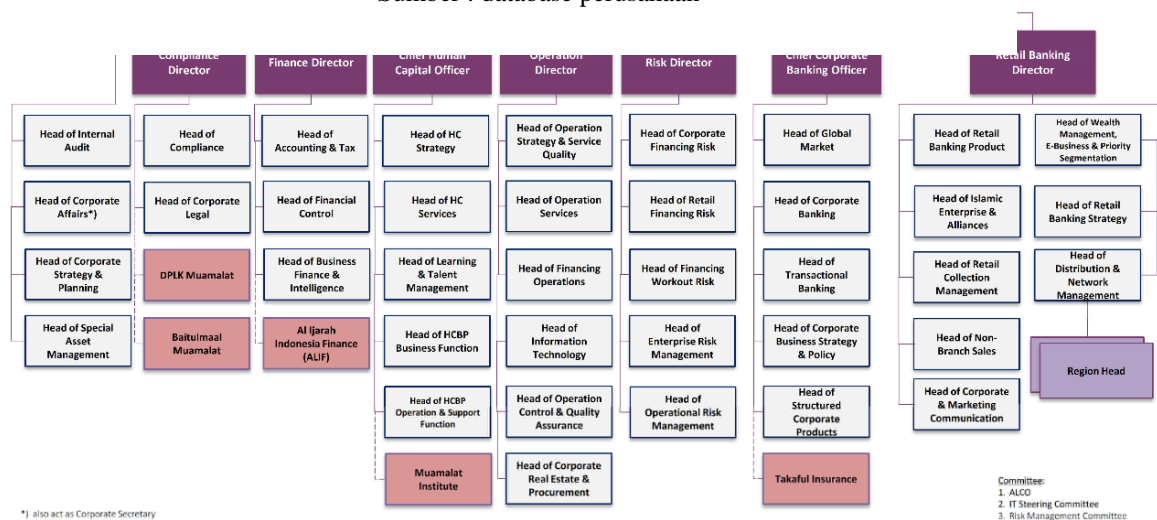 Sumber : database perusahaan
Compliance
Director
Finance Director
Chief Human
Capital Officer
Operation
Director
Risk Director
Chief Corporate
Banking Officer
Retail Banking
Director
Head of Internal
Audit
Head of Corporate
Affairs*)
Head of Corporate
Strategy &
Planning
Head of Special
Asset
Management
Head of
Compliance
Head of Corporate
Legal
DPLK Muamalat
Baitulmaal
Muamalat
Head of
Accounting & Tax
Head of Financial
Control
Head of Business
Finance &
Intelligence
Al Ijarah
Indonesia Finance
(ALIF)
Head of HC
Strategy
Head of HC
Services
Head of Learning
& Talent
Management
Head of HCBP
Business Function
Head of HCBP
Operation & Support
Function
Muamalat
Institute
Head of Operation
Strategy & Service
Quality
Head of Operation
Services
Head of Financing
Operations
Head of
Information
Technology
Head of Operation
Control & Quality
Assurance
Head of Corporate
Real Estate &
Procurement
Head of Corporate
Financing Risk
Head of Retail
Financing Risk
Head of Financing
Workout Risk
Head of
Enterprise Risk
Management
Head of
Operational Risk
Management
Head of Global
Market
Head of Corporate
Banking
Head of
Transactional
Banking
Head of Corporate
Business Strategy
& Policy
Head of
Structured
Corporate
Products
Takaful Insurance
Head of Retail
Banking Product
Head of Islamic
Enterprise &
Alliances
Head of Retail
Collection
Management
Head of Non-
Branch Sales
Head of Corporate
& Marketing
Communication
Head of Wealth
Management,
E-Business & Priority
Segmentation
Head of Retail
Banking Strategy
Head of
Distribution &
Network
Management
Region Head
*) also act as Corporate Secretary
Committee:
1. ALCO
2. IT Steering Committee
3. Risk Management Committee